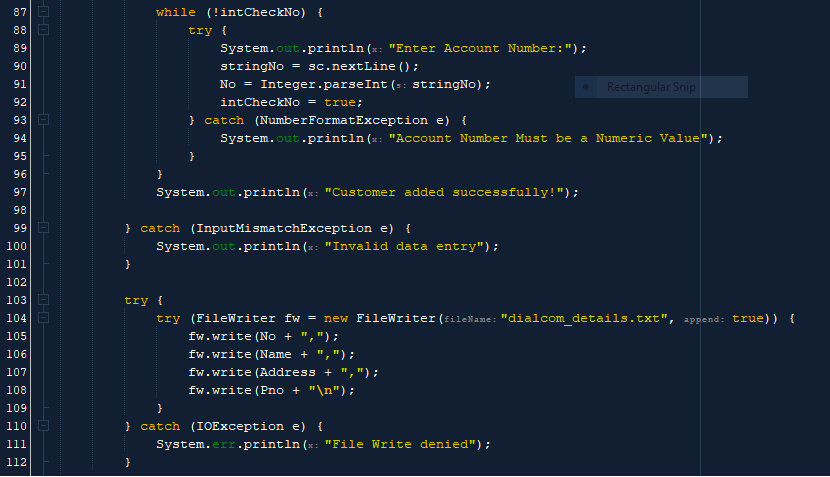 87 while (!intCheckNo) {
88 try {
89 System.out.println(x: "Enter Account Number:");
90 stringNo = sc.nextLine();
91 No = Integer.parseInt(s: stringNo);
Rectangular Snip
92 intCheckNo = true;
93 } catch (NumberFormatException e) {
94 System.out.println(x: "Account Number Must be a Numeric Value");
95 }
96 }
97 System.out.println(x: "Customer added successfully!");
98
99 } catch (InputMismatchException e) {
100 System.out.println(x: "Invalid data entry");
101 }
102
103 try {
104 try (FileWriter fw = new FileWriter(fileName: "dialcom_details.txt", append: true)) {
105 fw.write(No + ",");
106 fw.write(Name + ",");
107 fw.write(Address + ",");
108 fw.write(Pno + "\n");
109 }
110 } catch (IOException e) {
111 System.err.println(x: "File Write denied");
112 }